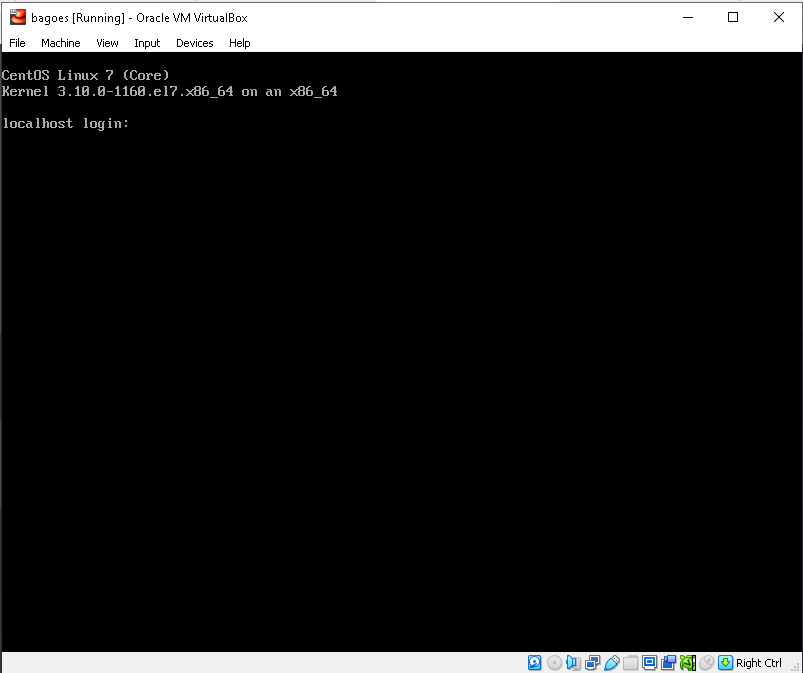 bagoes [Running] - Oracle VM VirtualBox
File Machine View Input Devices Help
CentOS Linux 7 (Core)
Kernel 3.10.0-1160.el7.x86_64 on an x86_64
localhost login:
Right Ctrl